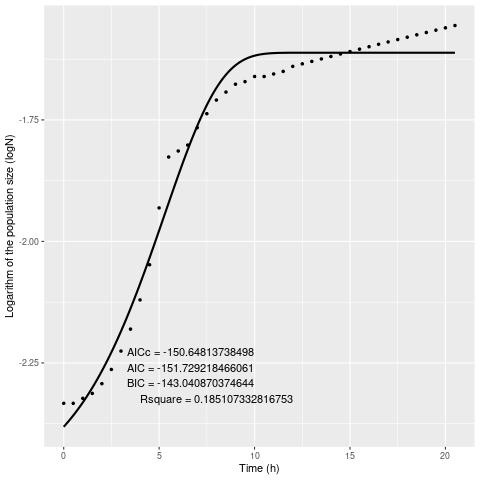 Logarithm of the population size (logN)
-1.75
-2.00
-2.25
AICc = -150.64813738498
AIC = -151.729218466061
BIC = -143.040870374644
Rsquare = 0.185107332816753
0 5 10 15 20
Time (h)